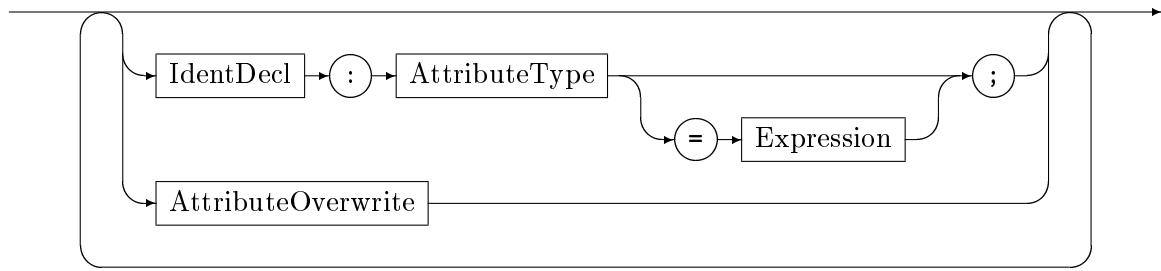 IdentDecl : AttributeType ;
= Expression
AttributeOverwrite